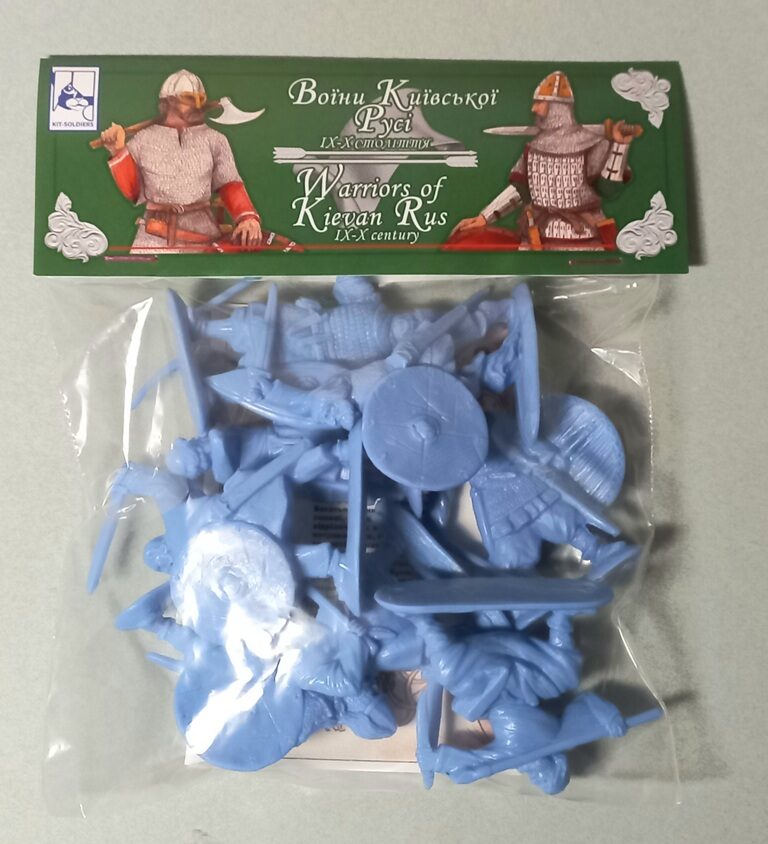 KIT-SOLDIERS
Воїни Київської
Русі
IX-X століття
Warriors of
Kievan Rus
IX-X century